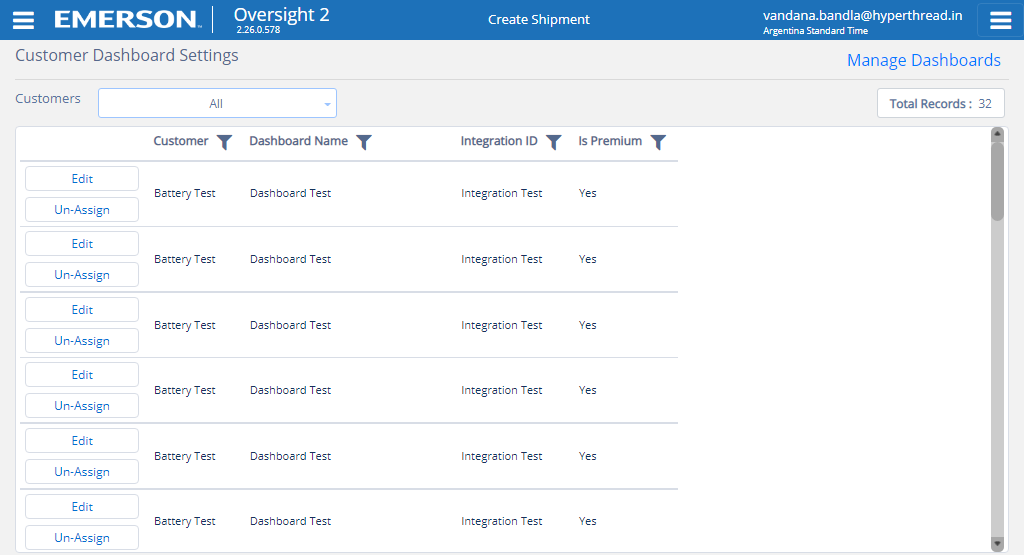 EMERSON™ Oversight 2 Create Shipment vandana.bandla@hyperthread.in
2.26.0.578 Argentina Standard Time
Customer Dashboard Settings Manage Dashboards
Customers All Total Records : 32
Customer Dashboard Name Integration ID Is Premium
Edit
Battery Test Dashboard Test Integration Test Yes
Un-Assign
Edit
Battery Test Dashboard Test Integration Test Yes
Un-Assign
Edit
Battery Test Dashboard Test Integration Test Yes
Un-Assign
Edit
Battery Test Dashboard Test Integration Test Yes
Un-Assign
Edit
Battery Test Dashboard Test Integration Test Yes
Un-Assign
Edit
Battery Test Dashboard Test Integration Test Yes
Un-Assign